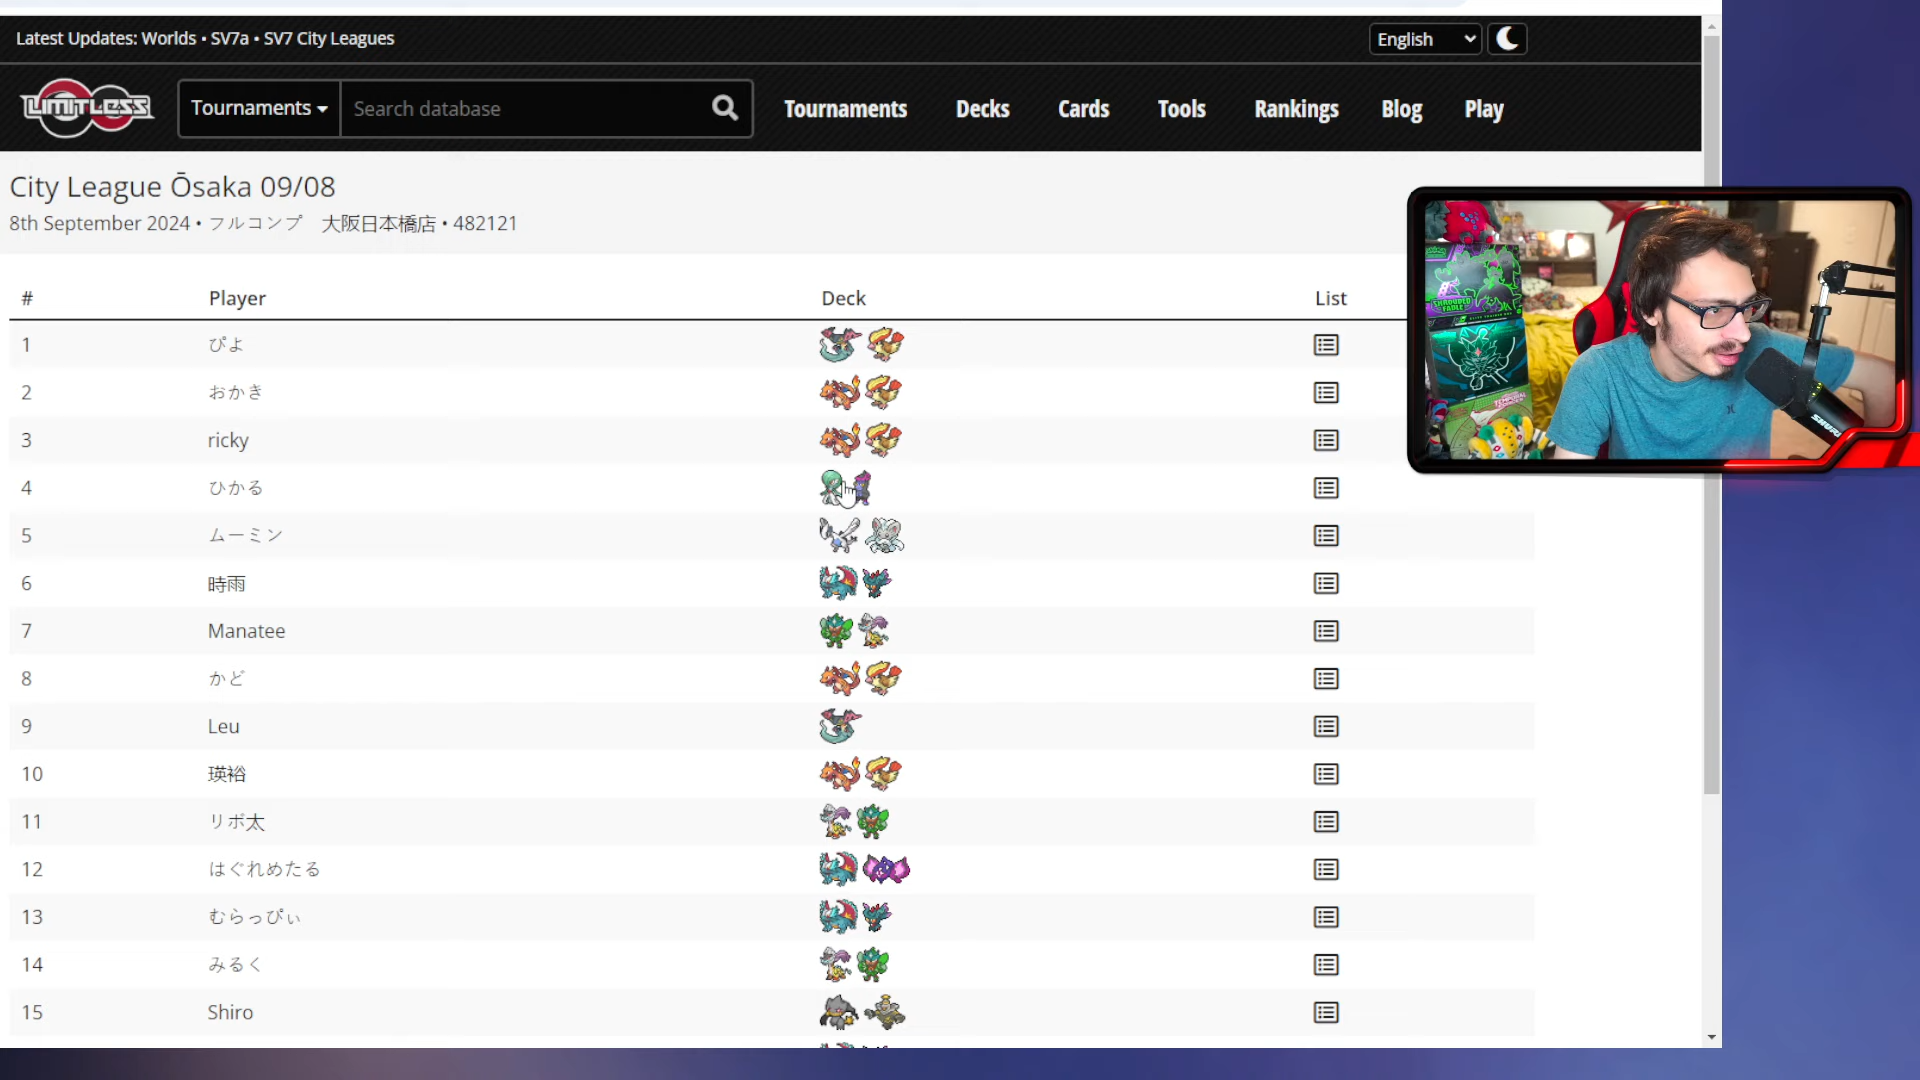 Latest Updates: Worlds • SV7a • SV7 City Leagues
English
LIMITLESS
Tournaments
Search database
Tournaments
Decks
Cards
Tools
Rankings
Blog
Play
City League Ōsaka 09/08
8th September 2024 • フルコンプ 大阪日本橋店 • 482121
# Player Deck List
1 ぴよ
2 おかき
3 ricky
4 ひかる
5 ムーミン
6 時雨
7 Manatee
8 かど
9 Leu
10 瑛裕
11 リボ太
12 はぐれめたる
13 むらっぴぃ
14 みるく
15 Shiro
SHROUDED
FABLE
TEMPORAL
FORCES